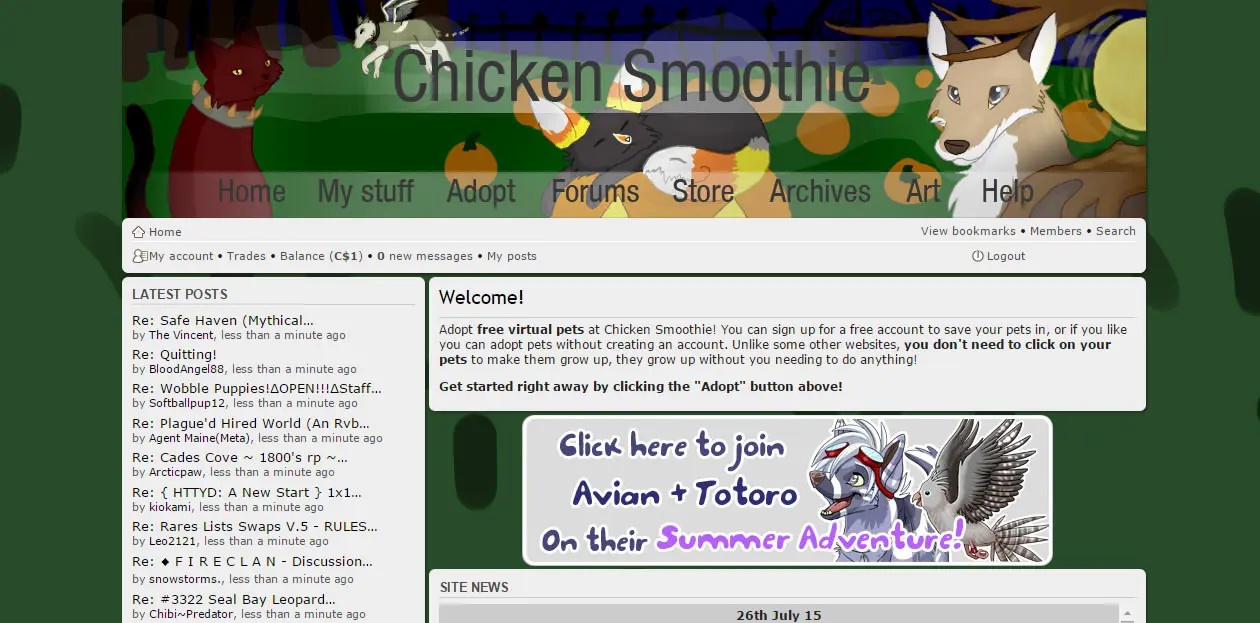 Chicken Smoothie
Home My stuff Adopt Forums Store Archives Art Help
Home
View bookmarks • Members • Search
My account • Trades • Balance (C$1) • 0 new messages • My posts
Logout
LATEST POSTS
Re: Safe Haven (Mythical...
by The Vincent, less than a minute ago
Re: Quitting!
by BloodAngel88, less than a minute ago
Re: Wobble Puppies!∆OPEN!!!∆Staff...
by Softballpup12, less than a minute ago
Re: Plague'd Hired World (An Rvb...
by Agent Maine(Meta), less than a minute ago
Re: Cades Cove ~ 1800's rp ~...
by Arcticpaw, less than a minute ago
Re: { HTTYD: A New Start } 1x1...
by kiokami, less than a minute ago
Re: Rares Lists Swaps V.5 - RULES...
by Leo2121, less than a minute ago
Re: ⬥ F I R E C L A N - Discussion...
by snowstorms., less than a minute ago
Re: #3322 Seal Bay Leopard...
by Chibi~Predator, less than a minute ago
Welcome!
Adopt free virtual pets at Chicken Smoothie! You can sign up for a free account to save your pets in, or if you like
you can adopt pets without creating an account. Unlike some other websites, you don't need to click on your
pets to make them grow up, they grow up without you needing to do anything!
Get started right away by clicking the "Adopt" button above!
Click here to join
Avian + Totoro
On their Summer Adventure!
SITE NEWS
26th July 15